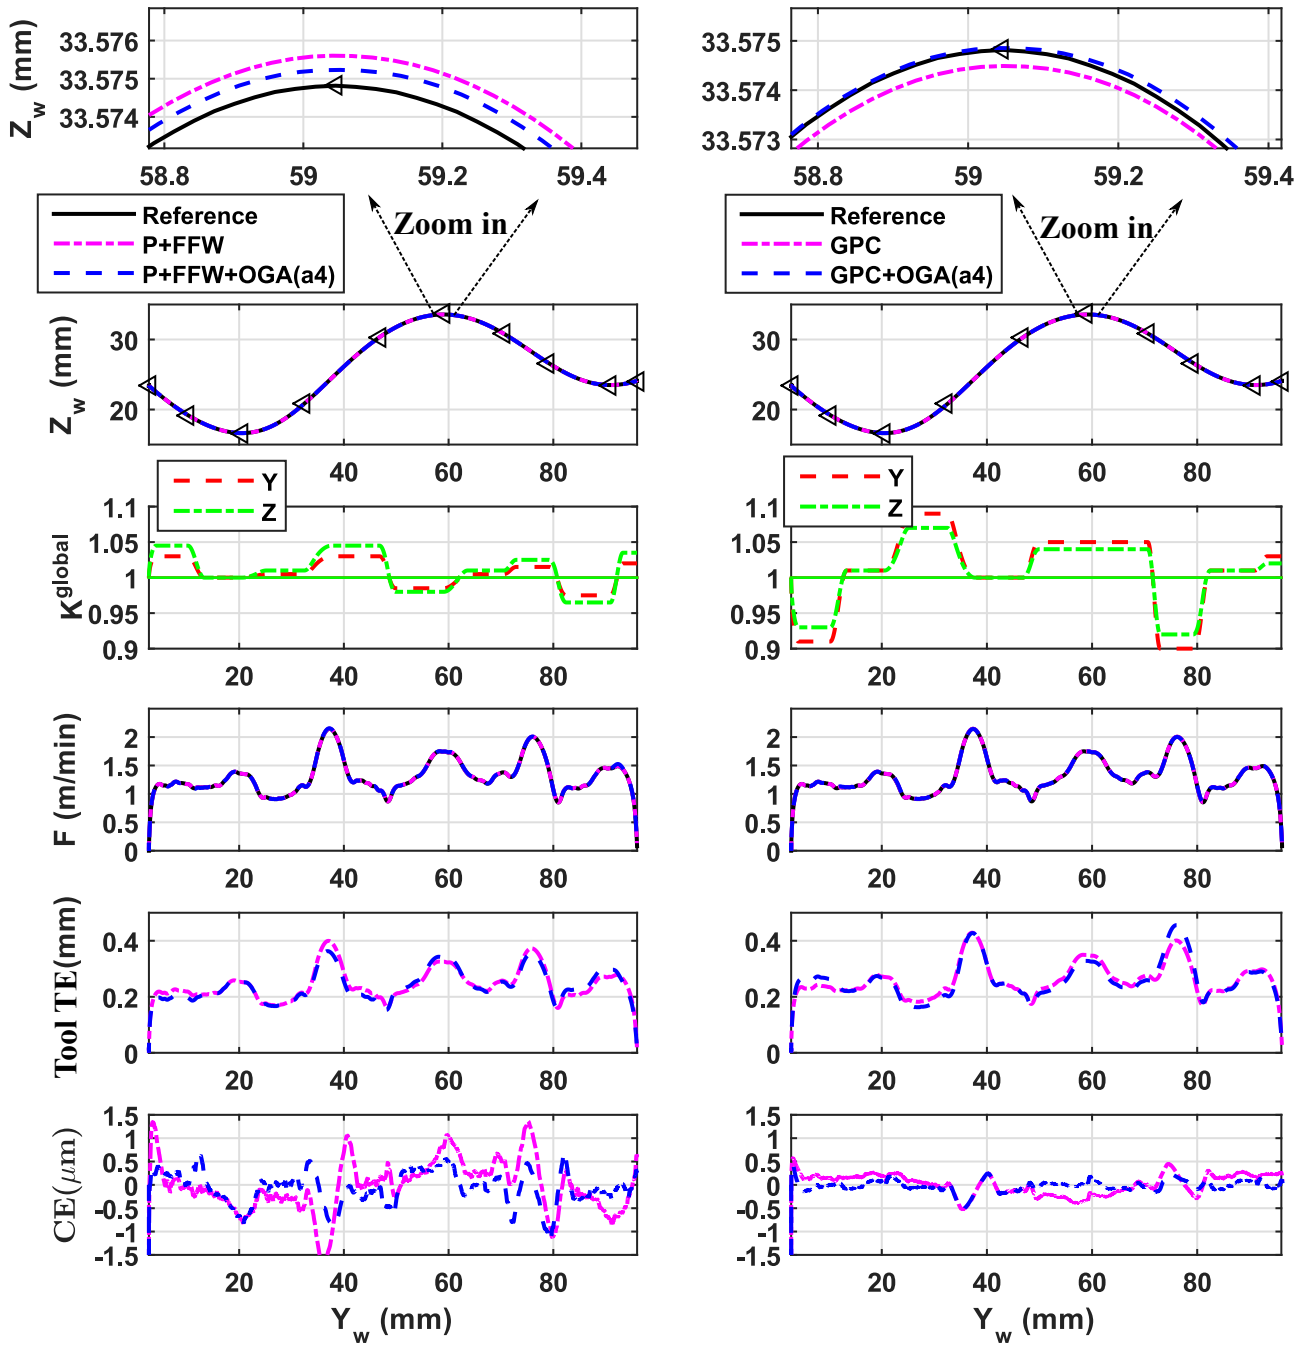 Z_w (mm)
33.576
33.575
33.574
58.8 59 59.2 59.4
33.575
33.574
33.573
58.8 59 59.2 59.4
Reference
P+FFW
P+FFW+OGA(a4)
Zoom in
Reference
GPC
GPC+OGA(a4)
Zoom in
Z_w (mm)
30
20
40 60 80
30
20
40 60 80
Y
Z
K^global
1.1
1.05
1
0.95
0.9
20 40 60 80
Y
Z
1.1
1.05
1
0.95
0.9
20 40 60 80
F (m/min)
2
1.5
1
0.5
0
20 40 60 80
2
1.5
1
0.5
0
20 40 60 80
Tool TE(mm)
0.4
0.2
0
20 40 60 80
0.4
0.2
0
20 40 60 80
CE(μm)
1.5
1
0.5
0
-0.5
-1
-1.5
20 40 60 80
Y_w (mm)
1.5
1
0.5
0
-0.5
-1
-1.5
20 40 60 80
Y_w (mm)